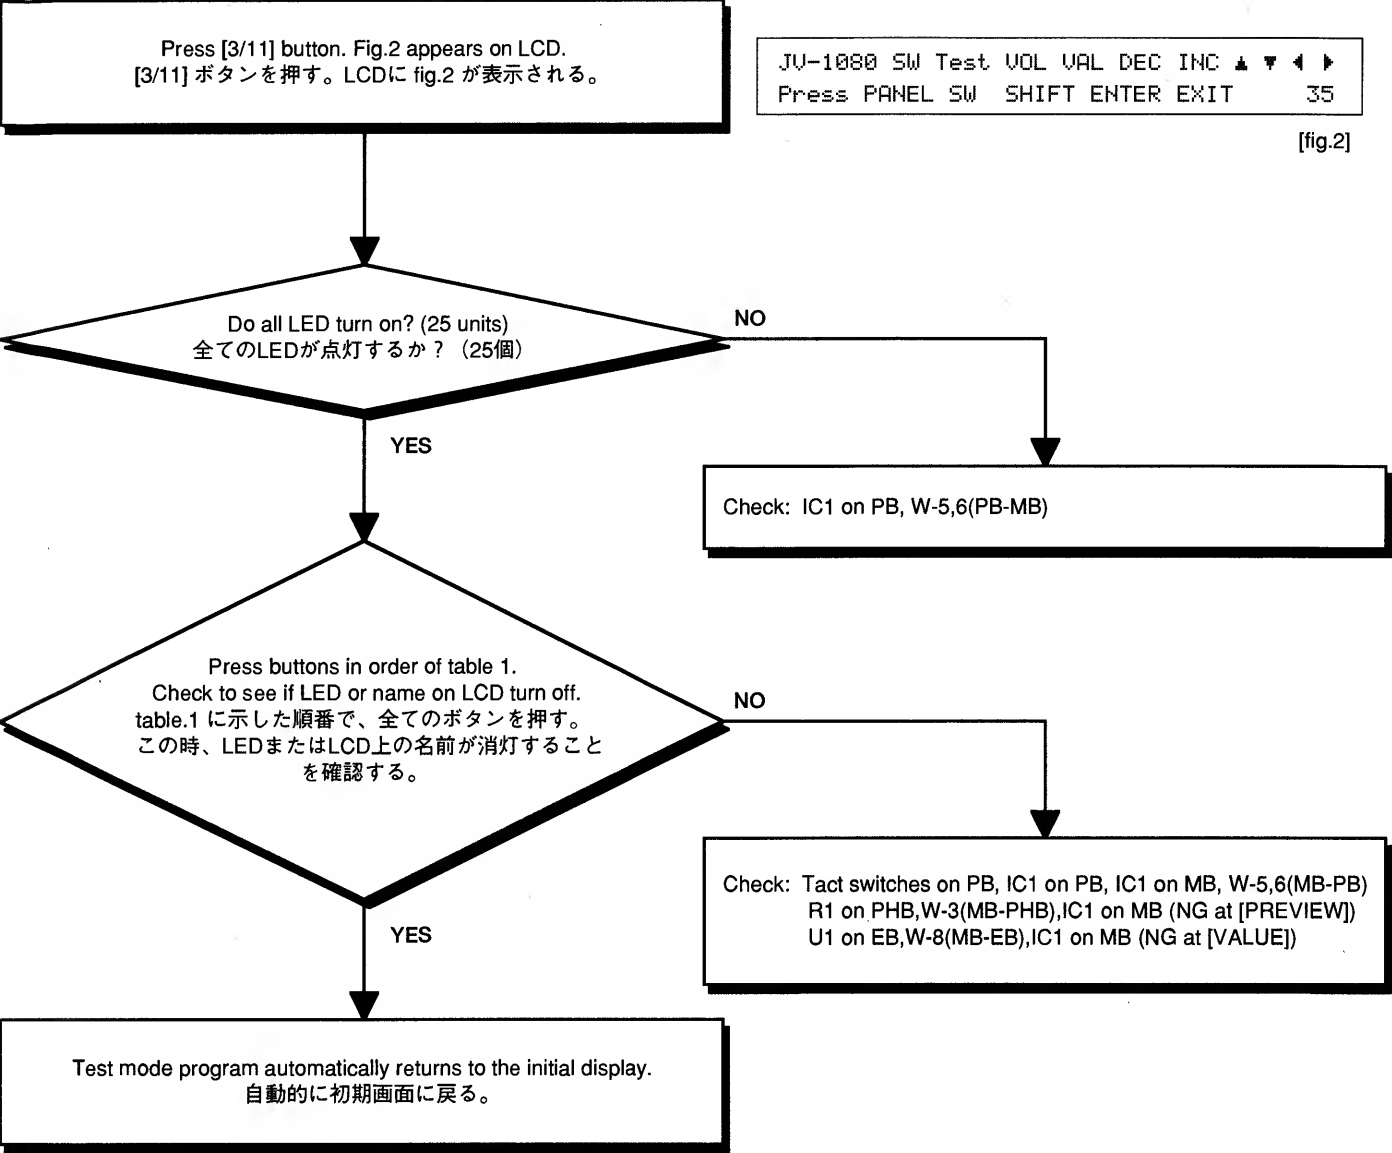 Press [3/11] button. Fig.2 appears on LCD.
[3/11] ボタンを押す。LCDに fig.2 が表示される。
JV-1080 SW Test VOL VAL DEC INC ▲ ▼ ◀ ▶
Press PANEL SW SHIFT ENTER EXIT 35
[fig.2]
Do all LED turn on? (25 units)
全てのLEDが点灯するか？（25個）
NO
YES
Check: IC1 on PB, W-5,6(PB-MB)
Press buttons in order of table 1.
Check to see if LED or name on LCD turn off.
table.1 に示した順番で、全てのボタンを押す。
この時、LEDまたはLCD上の名前が消灯すること
を確認する。
NO
YES
Check: Tact switches on PB, IC1 on PB, IC1 on MB, W-5,6(MB-PB)
R1 on PHB,W-3(MB-PHB),IC1 on MB (NG at [PREVIEW])
U1 on EB,W-8(MB-EB),IC1 on MB (NG at [VALUE])
Test mode program automatically returns to the initial display.
自動的に初期画面に戻る。